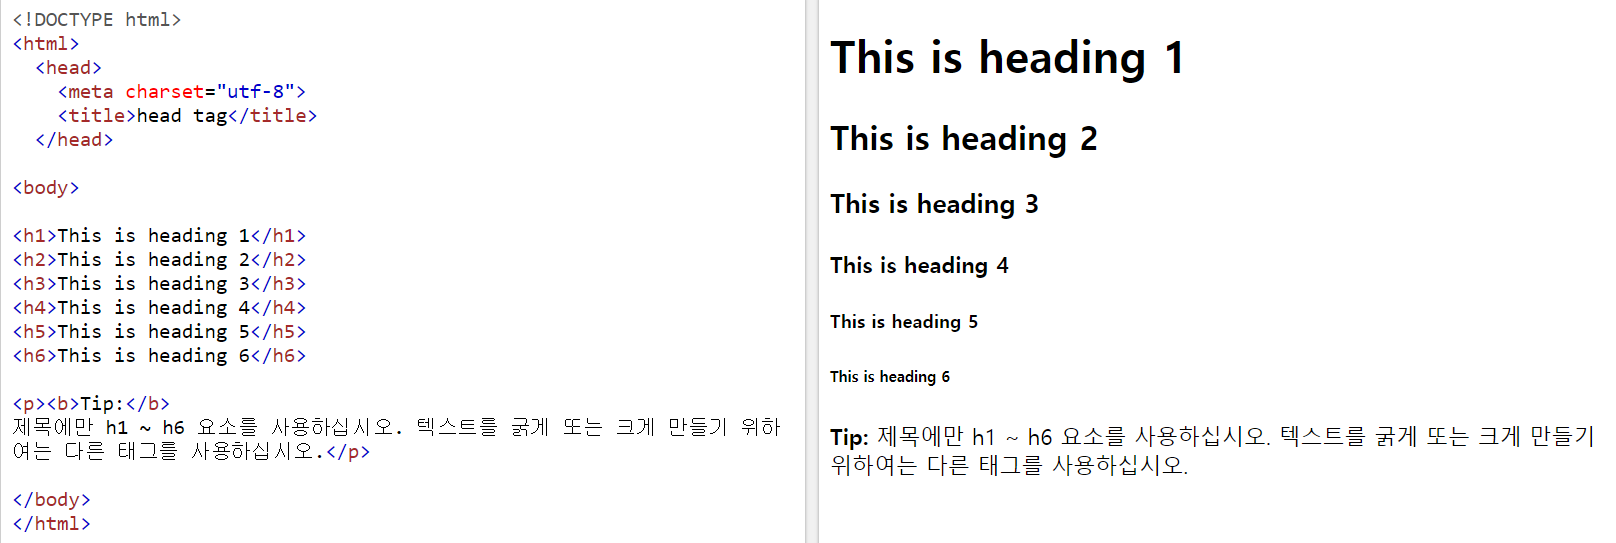 <!DOCTYPE html>
<html>
<head>
<meta charset="utf-8">
<title>head tag</title>
</head>
<body>
<h1>This is heading 1</h1>
<h2>This is heading 2</h2>
<h3>This is heading 3</h3>
<h4>This is heading 4</h4>
<h5>This is heading 5</h5>
<h6>This is heading 6</h6>
<p><b>Tip:</b>
제목에만 h1 ~ h6 요소를 사용하십시오. 텍스트를 굵게 또는 크게 만들기 위하
여는 다른 태그를 사용하십시오.</p>
</body>
</html>
This is heading 1
This is heading 2
This is heading 3
This is heading 4
This is heading 5
This is heading 6
Tip: 제목에만 h1 ~ h6 요소를 사용하십시오. 텍스트를 굵게 또는 크게 만들기
위하여는 다른 태그를 사용하십시오.